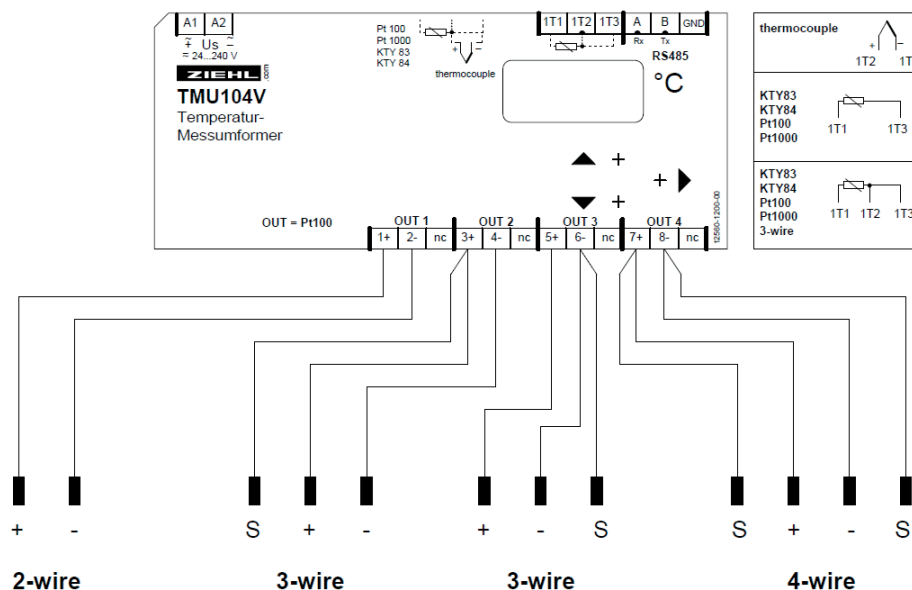 A1 A2
~ Us ~
+ -
≂ 24...240 V
ZIEHL .com
TMU104V
Temperatur-
Messumformer
Pt 100
Pt 1000
KTY 83
KTY 84
+ -
thermocouple
1T1 1T2 1T3 A B GND
Rx Tx
RS485
°C
+
+
+
12560-1200-00
OUT = Pt100
OUT 1 OUT 2 OUT 3 OUT 4
1+ 2- nc 3+ 4- nc 5+ 6- nc 7+ 8- nc
thermocouple
+ -
1T2 1T
KTY83
KTY84
Pt100
Pt1000
1T1 1T3
KTY83
KTY84
Pt100
Pt1000
3-wire
1T1 1T2 1T3
+ - S + - + - S S + - S
2-wire 3-wire 3-wire 4-wire